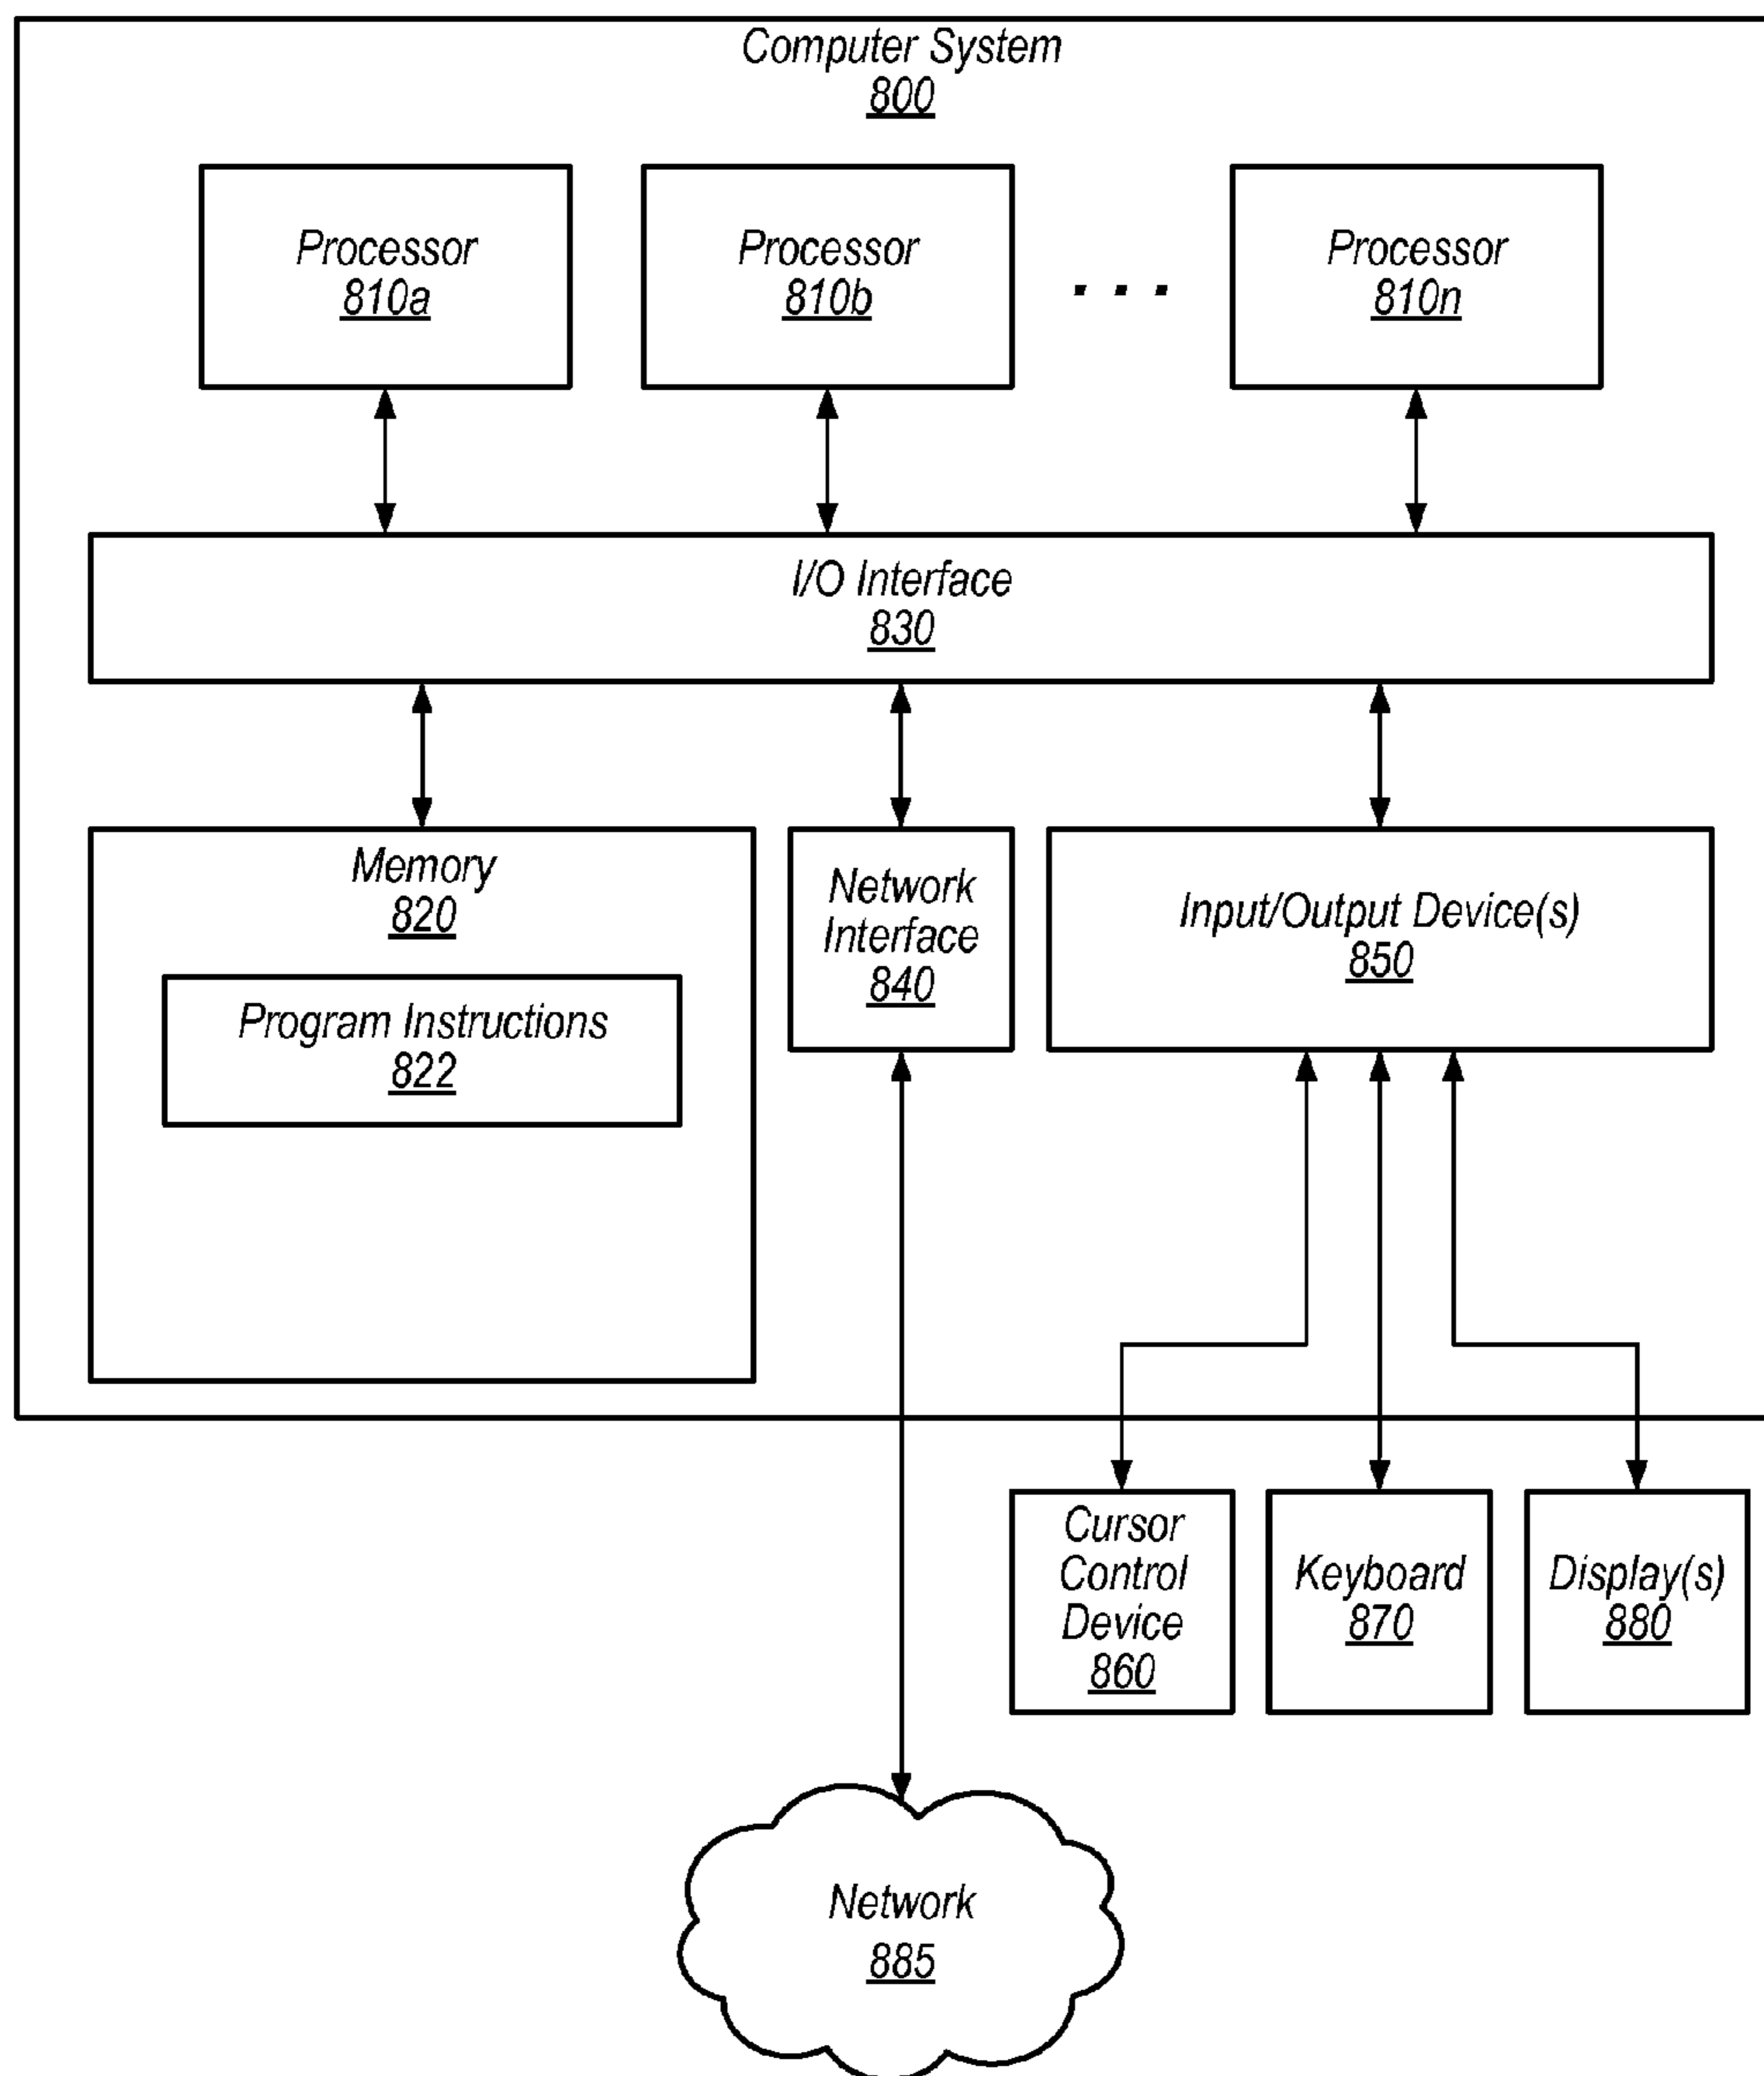 Computer System
800
Processor
810a
Processor
810b
. . .
Processor
810n
I/O Interface
830
Memory
820
Program Instructions
822
Network
Interface
840
Input/Output Device(s)
850
Cursor
Control
Device
860
Keyboard
870
Display(s)
880
Network
885